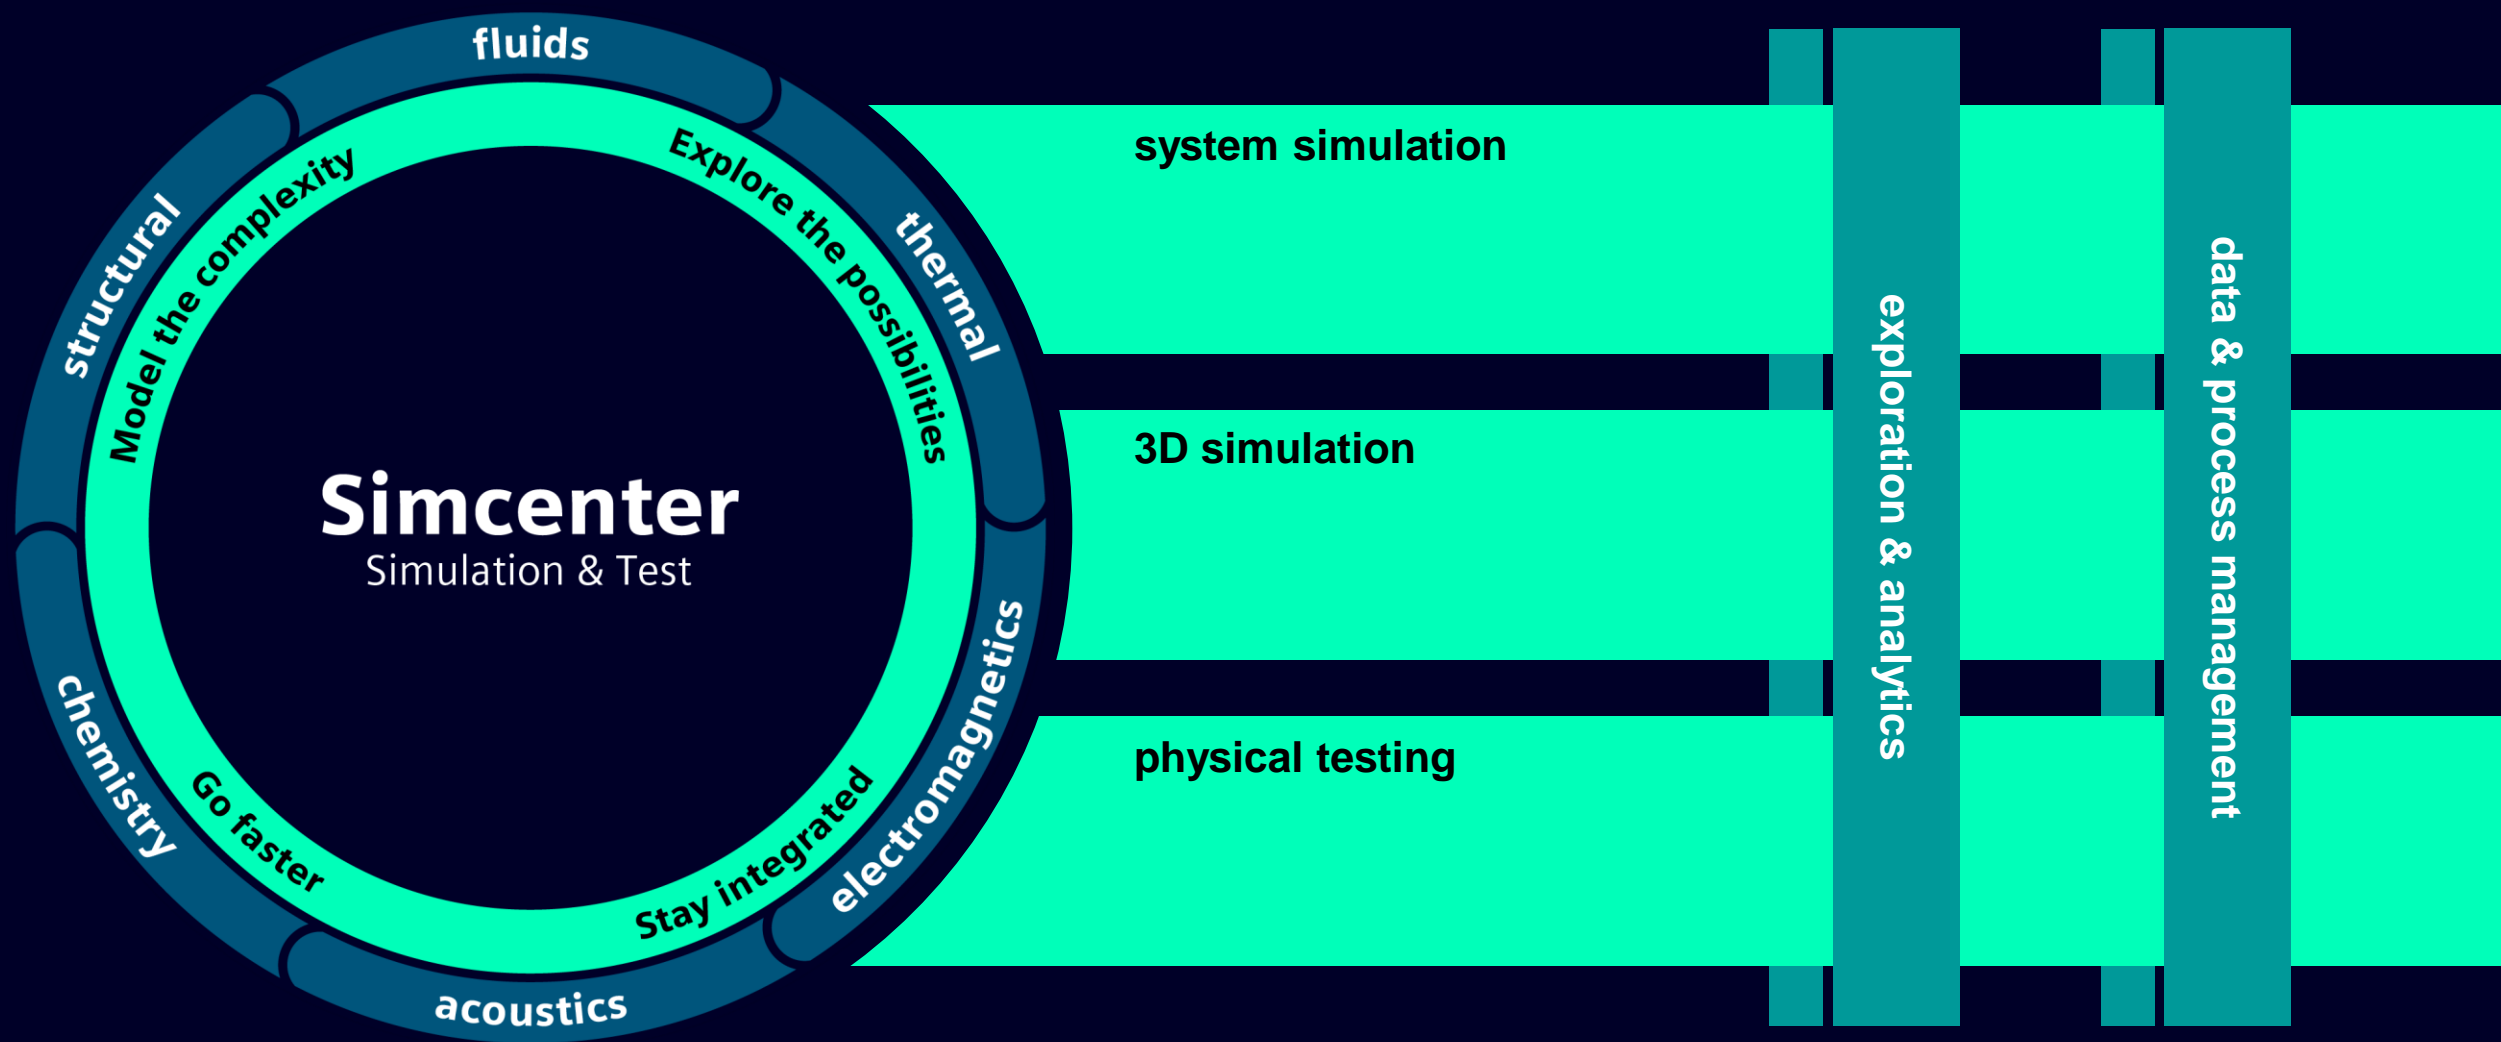 fluids
thermal
electromagnetics
acoustics
chemistry
structural
Model the complexity
Explore the possibilities
Stay integrated
Go faster
Simcenter
Simulation & Test
system simulation
3D simulation
physical testing
exploration & analytics
data & process management